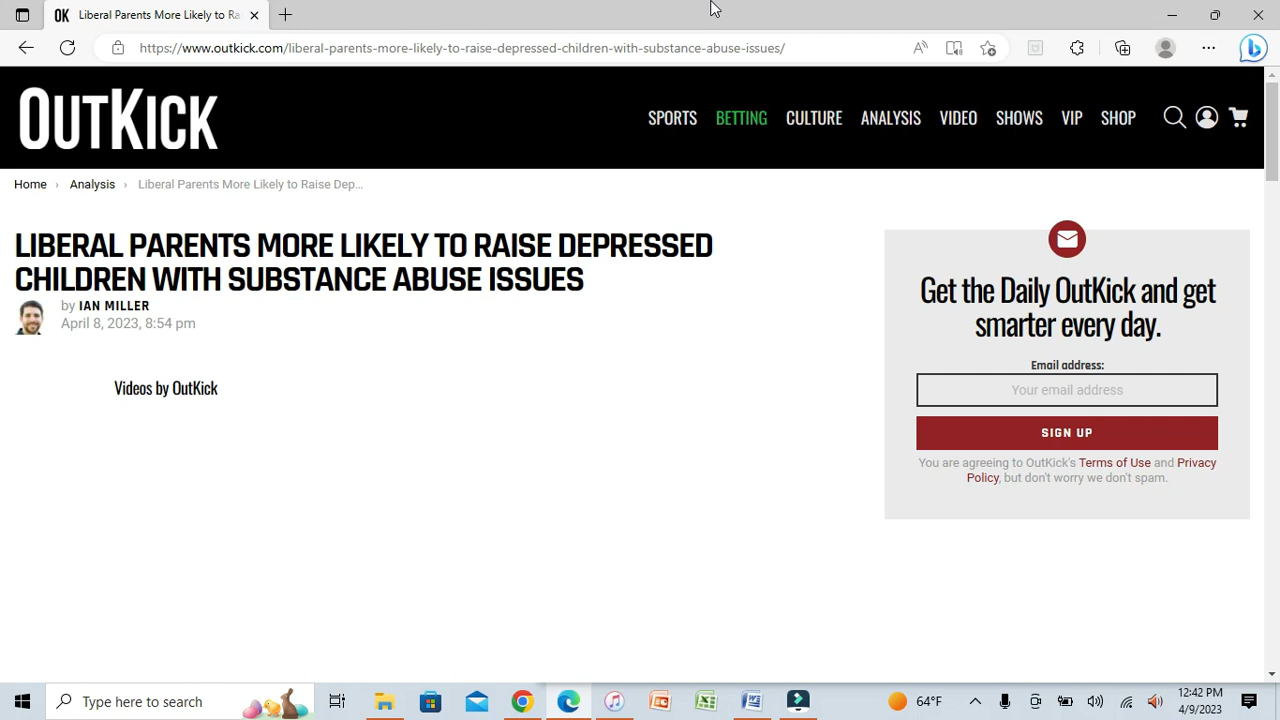 OK Liberal Parents More Likely to Ra
https://www.outkick.com/liberal-parents-more-likely-to-raise-depressed-children-with-substance-abuse-issues/
OUTKICK
SPORTS BETTING CULTURE ANALYSIS VIDEO SHOWS VIP SHOP
Home › Analysis › Liberal Parents More Likely to Raise Dep...
LIBERAL PARENTS MORE LIKELY TO RAISE DEPRESSED
CHILDREN WITH SUBSTANCE ABUSE ISSUES
by IAN MILLER
April 8, 2023, 8:54 pm
Videos by OutKick
Get the Daily OutKick and get
smarter every day.
Email address:
Your email address
SIGN UP
You are agreeing to OutKick's Terms of Use and Privacy
Policy, but don't worry we don't spam.
Type here to search
64°F
12:42 PM
4/9/2023